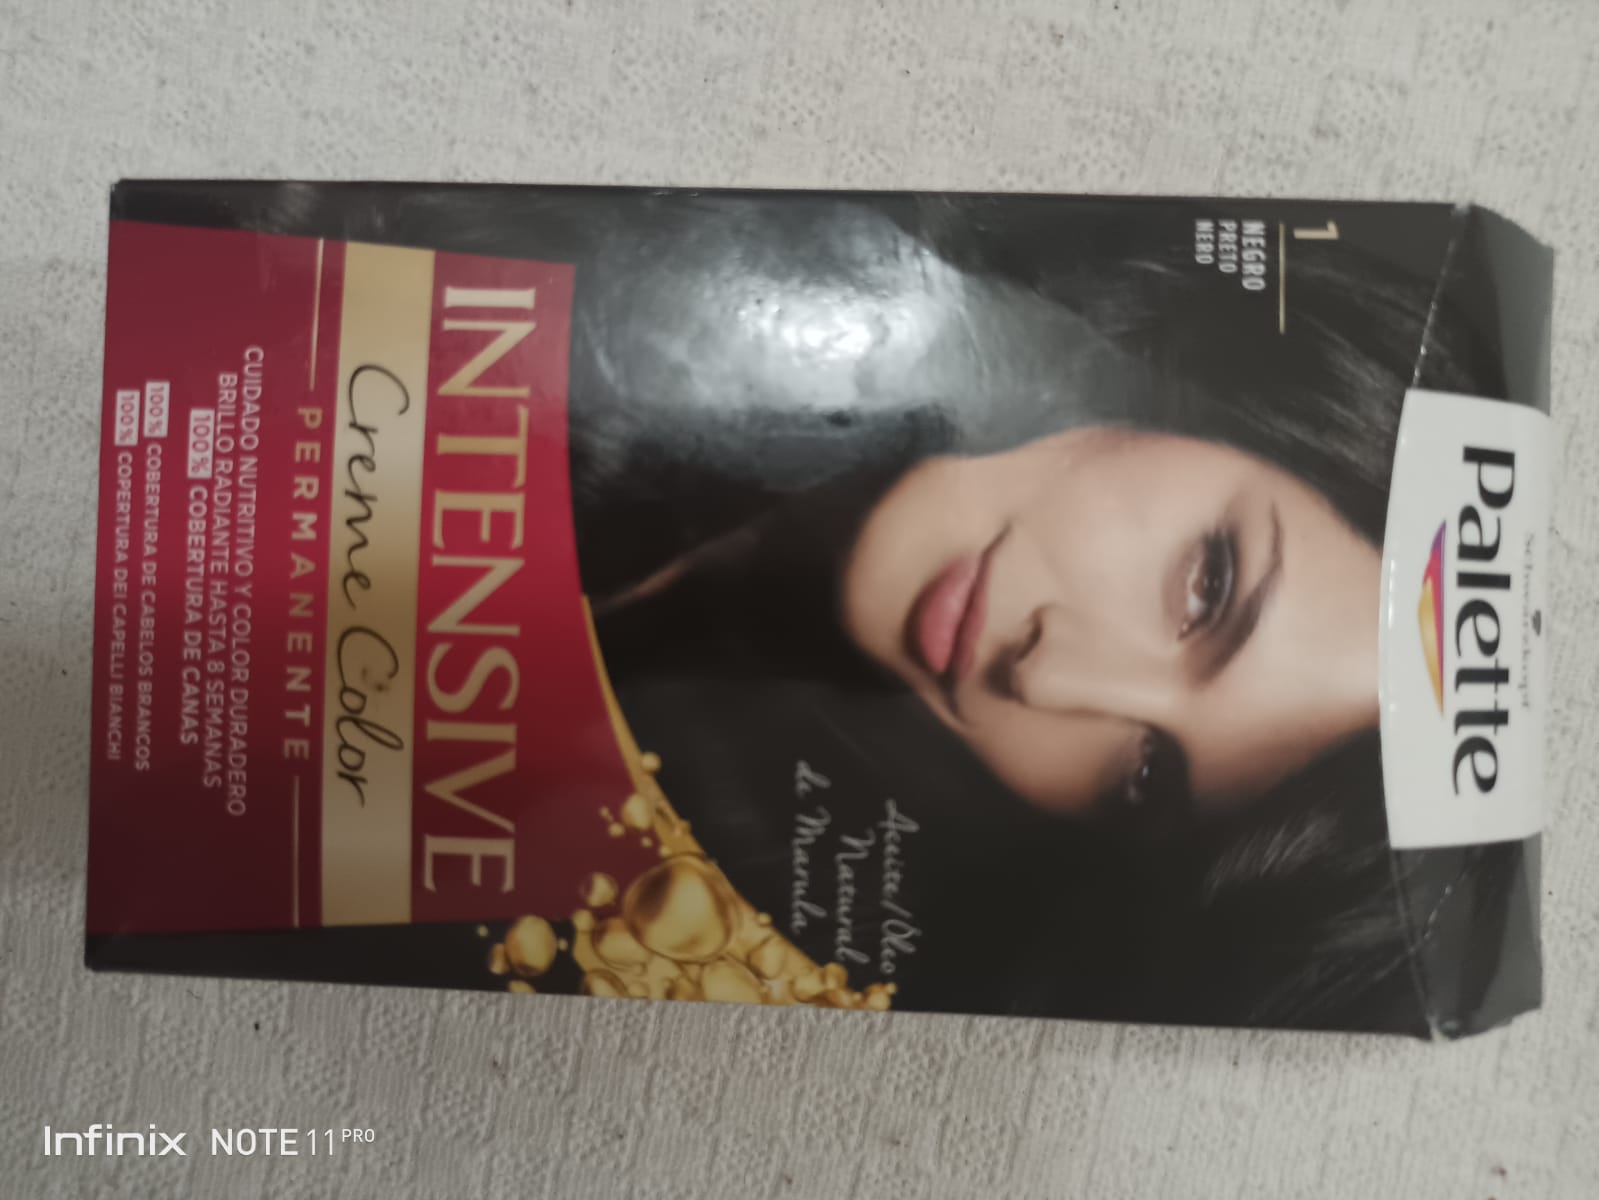 Schwarzkopf
Palette
1
NEGRO
PRETO
NERO
Aceite/Óleo
Natural
de Marula
INTENSIVE
Creme Color
PERMANENTE
CUIDADO NUTRITIVO Y COLOR DURADERO
BRILLO RADIANTE HASTA 8 SEMANAS
100% COBERTURA DE CANAS
100% COBERTURA DE CABELOS BRANCOS
100% COPERTURA DEI CAPELLI BIANCHI
Infinix NOTE 11 PRO